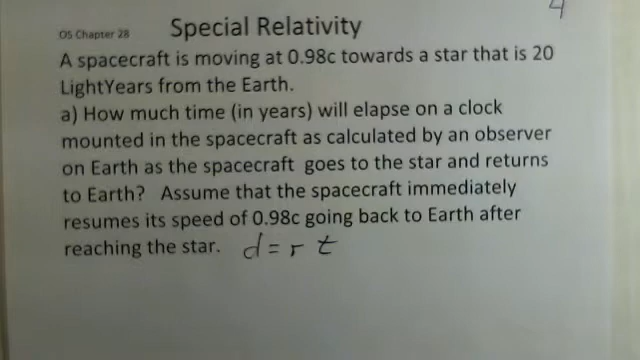 4
OS Chapter 28 Special Relativity
A spacecraft is moving at 0.98c towards a star that is 20
LightYears from the Earth.
a) How much time (in years) will elapse on a clock
mounted in the spacecraft as calculated by an observer
on Earth as the spacecraft goes to the star and returns
to Earth? Assume that the spacecraft immediately
resumes its speed of 0.98c going back to Earth after
reaching the star. d = r t